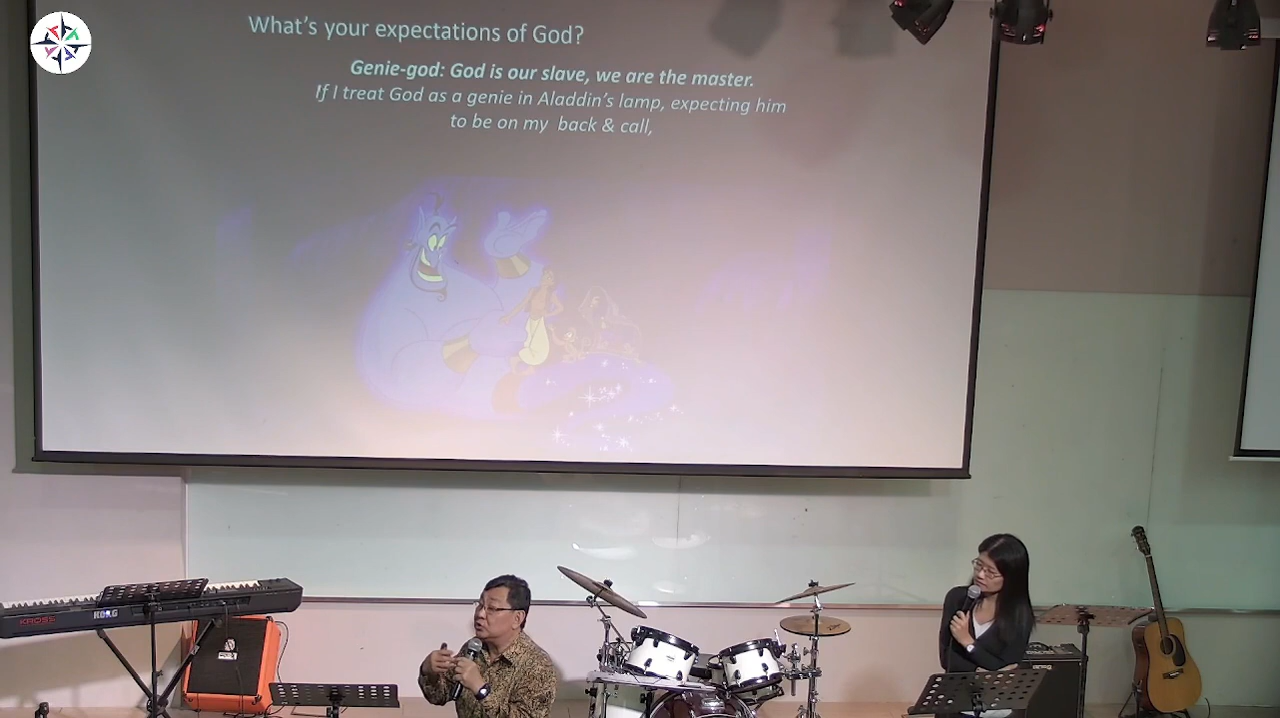 What's your expectations of God?
Genie-god: God is our slave, we are the master.
If I treat God as a genie in Aladdin's lamp, expecting him
to be on my back & call,
KROSS
KORG